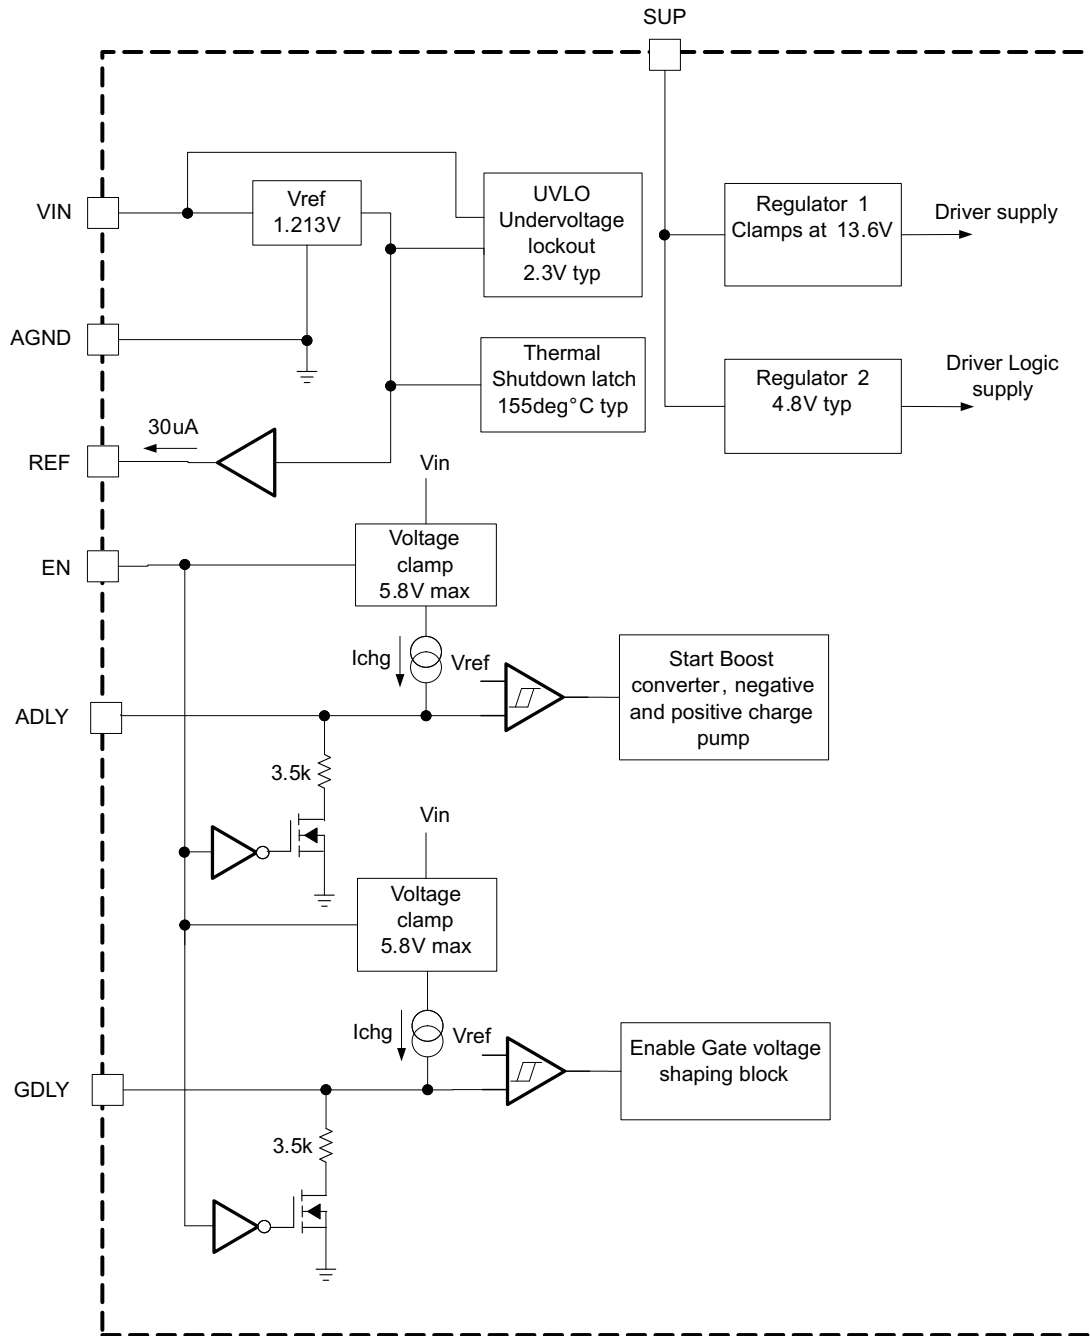 SUP
VIN
Vref
1.213V
UVLO
Undervoltage
lockout
2.3V typ
Regulator 1
Clamps at 13.6V
Driver supply
AGND
Thermal
Shutdown latch
155deg°C typ
Regulator 2
4.8V typ
Driver Logic
supply
30uA
REF
Vin
EN
Voltage
clamp
5.8V max
Ichg
Vref
Start Boost
converter, negative
and positive charge
pump
ADLY
3.5k
Vin
Voltage
clamp
5.8V max
Ichg
Vref
Enable Gate voltage
shaping block
GDLY
3.5k